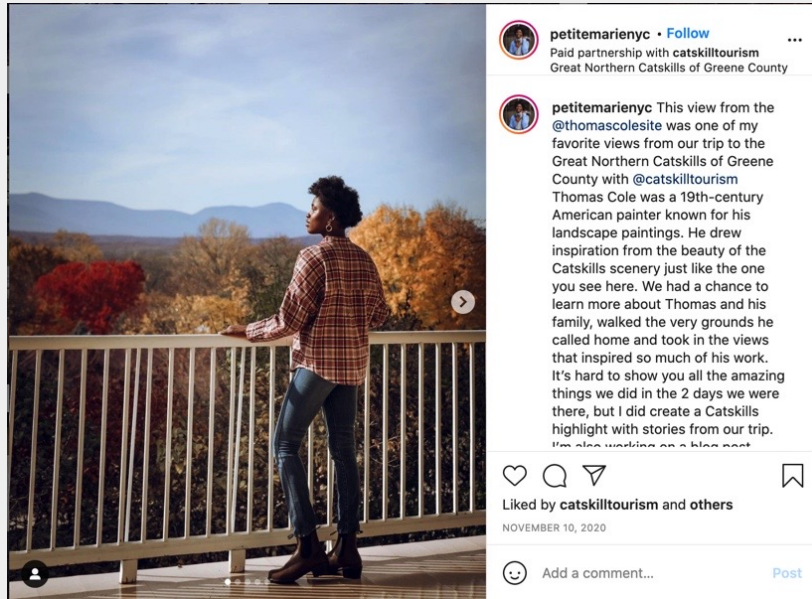 petitemarienyc • Follow
Paid partnership with catskilltourism
Great Northern Catskills of Greene County
petitemarienyc This view from the
@thomascolesite was one of my
favorite views from our trip to the
Great Northern Catskills of Greene
County with @catskilltourism
Thomas Cole was a 19th-century
American painter known for his
landscape paintings. He drew
inspiration from the beauty of the
Catskills scenery just like the one
you see here. We had a chance to
learn more about Thomas and his
family, walked the very grounds he
called home and took in the views
that inspired so much of his work.
It's hard to show you all the amazing
things we did in the 2 days we were
there, but I did create a Catskills
highlight with stories from our trip.
I'm also working on a blog post
Liked by catskilltourism and others
NOVEMBER 10, 2020
Add a comment...
Post